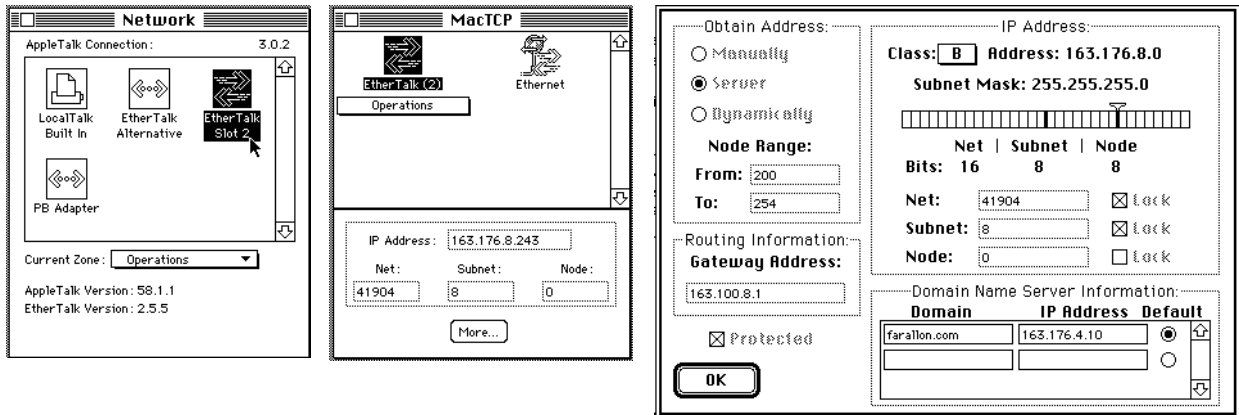 Network
AppleTalk Connection: 3.0.2
LocalTalk Built In
EtherTalk Alternative
EtherTalk Slot 2
PB Adapter
Current Zone: Operations
AppleTalk Version: 58.1.1
EtherTalk Version: 2.5.5
MacTCP
EtherTalk (2)
Operations
Ethernet
IP Address: 163.176.8.243
Net: Subnet: Node:
41904 8 0
More...
Obtain Address:
Manually
Server
Dynamically
Node Range:
From: 200
To: 254
Routing Information:
Gateway Address:
163.100.8.1
Protected
OK
IP Address:
Class: B Address: 163.176.8.0
Subnet Mask: 255.255.255.0
Net | Subnet | Node
Bits: 16 8 8
Net: 41904 Lock
Subnet: 8 Lock
Node: 0 Lock
Domain Name Server Information:
Domain IP Address Default
farallon.com 163.176.4.10